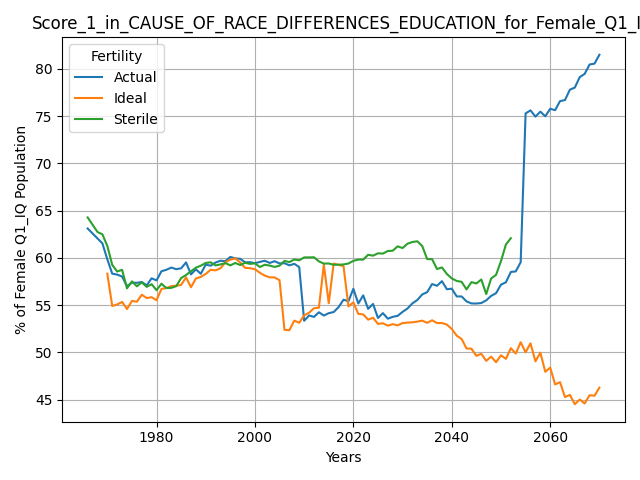 Score_1_in_CAUSE_OF_RACE_DIFFERENCES_EDUCATION_for_Female_Q1_I
Fertility
Actual
Ideal
Sterile
% of Female Q1_IQ Population
80
75
70
65
60
55
50
45
1980
2000
2020
2040
2060
Years